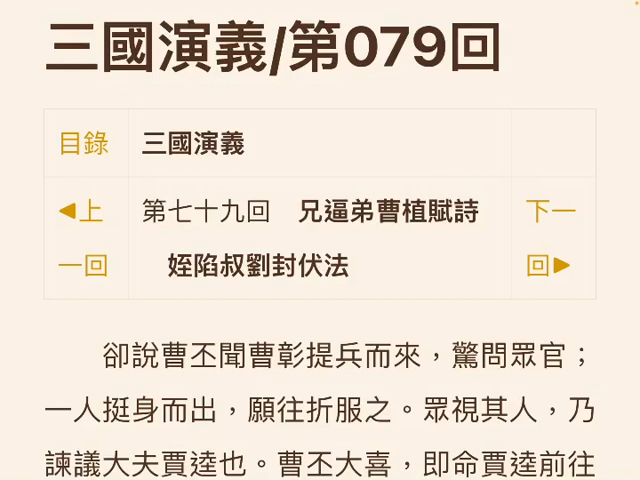 三國演義/第079回
目錄 三國演義
◀上 第七十九回 兄逼弟曹植賦詩 下一
一回 姪陷叔劉封伏法 回▶
卻說曹丕聞曹彰提兵而來，驚問眾官；
一人挺身而出，願往折服之。眾視其人，乃
諫議大夫賈逵也。曹丕大喜，即命賈逵前往